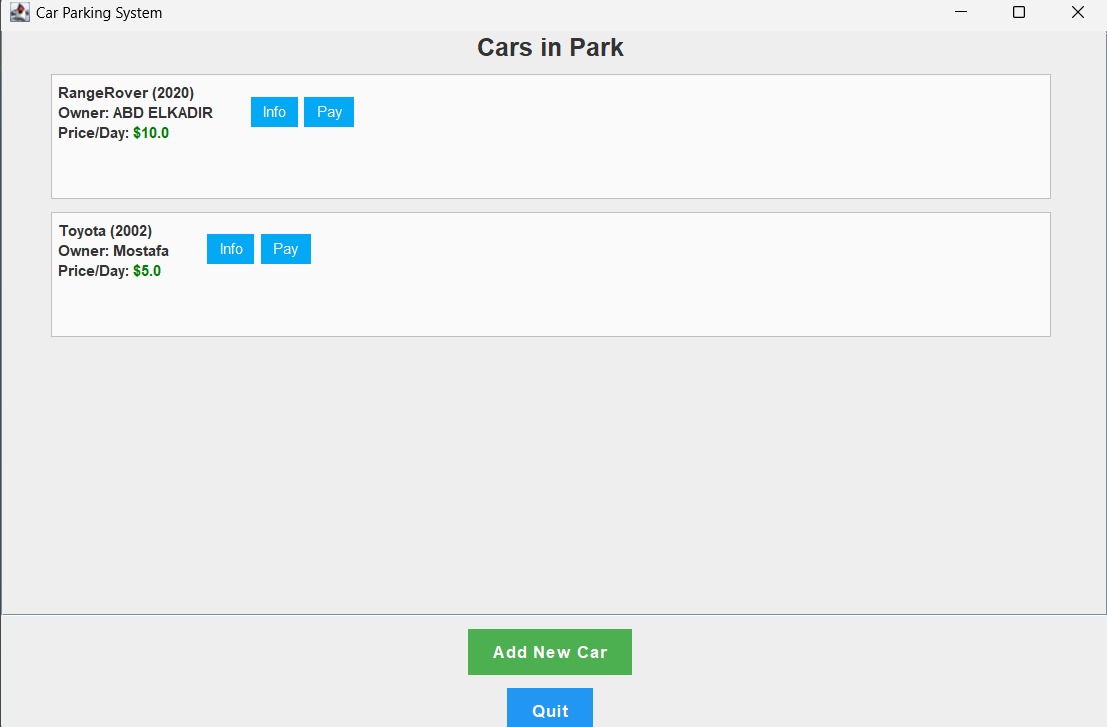 Car Parking System
Cars in Park
RangeRover (2020)
Owner: ABD ELKADIR
Price/Day: $10.0
Info
Pay
Toyota (2002)
Owner: Mostafa
Price/Day: $5.0
Info
Pay
Add New Car
Quit